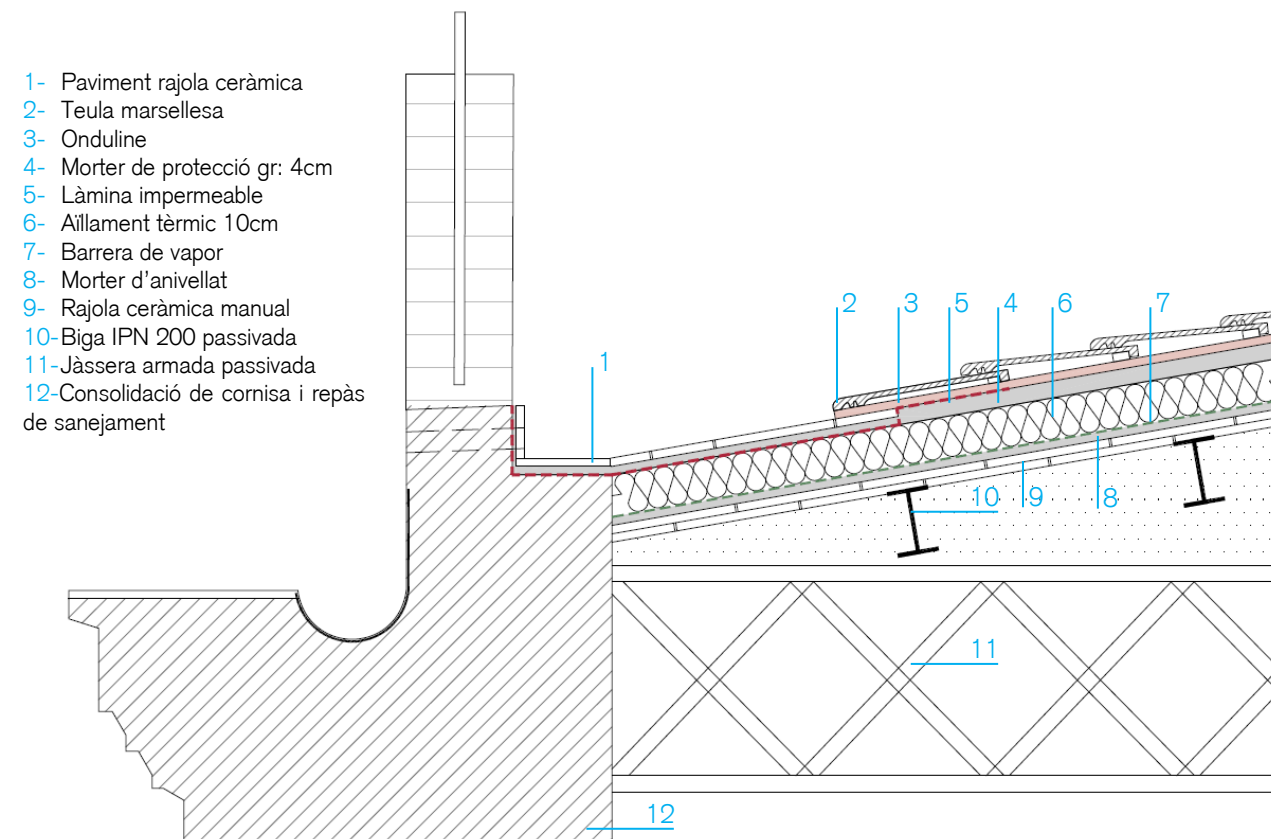 1- Paviment rajola ceràmica
2- Teula marsellesa
3- Onduline
4- Morter de protecció gr: 4cm
5- Làmina impermeable
6- Aïllament tèrmic 10cm
7- Barrera de vapor
8- Morter d'anivellat
9- Rajola ceràmica manual
10-Biga IPN 200 passivada
11-Jàssera armada passivada
12-Consolidació de cornisa i repàs
de sanejament
2 3 5 4 6 7
1
10 9 8
11
12